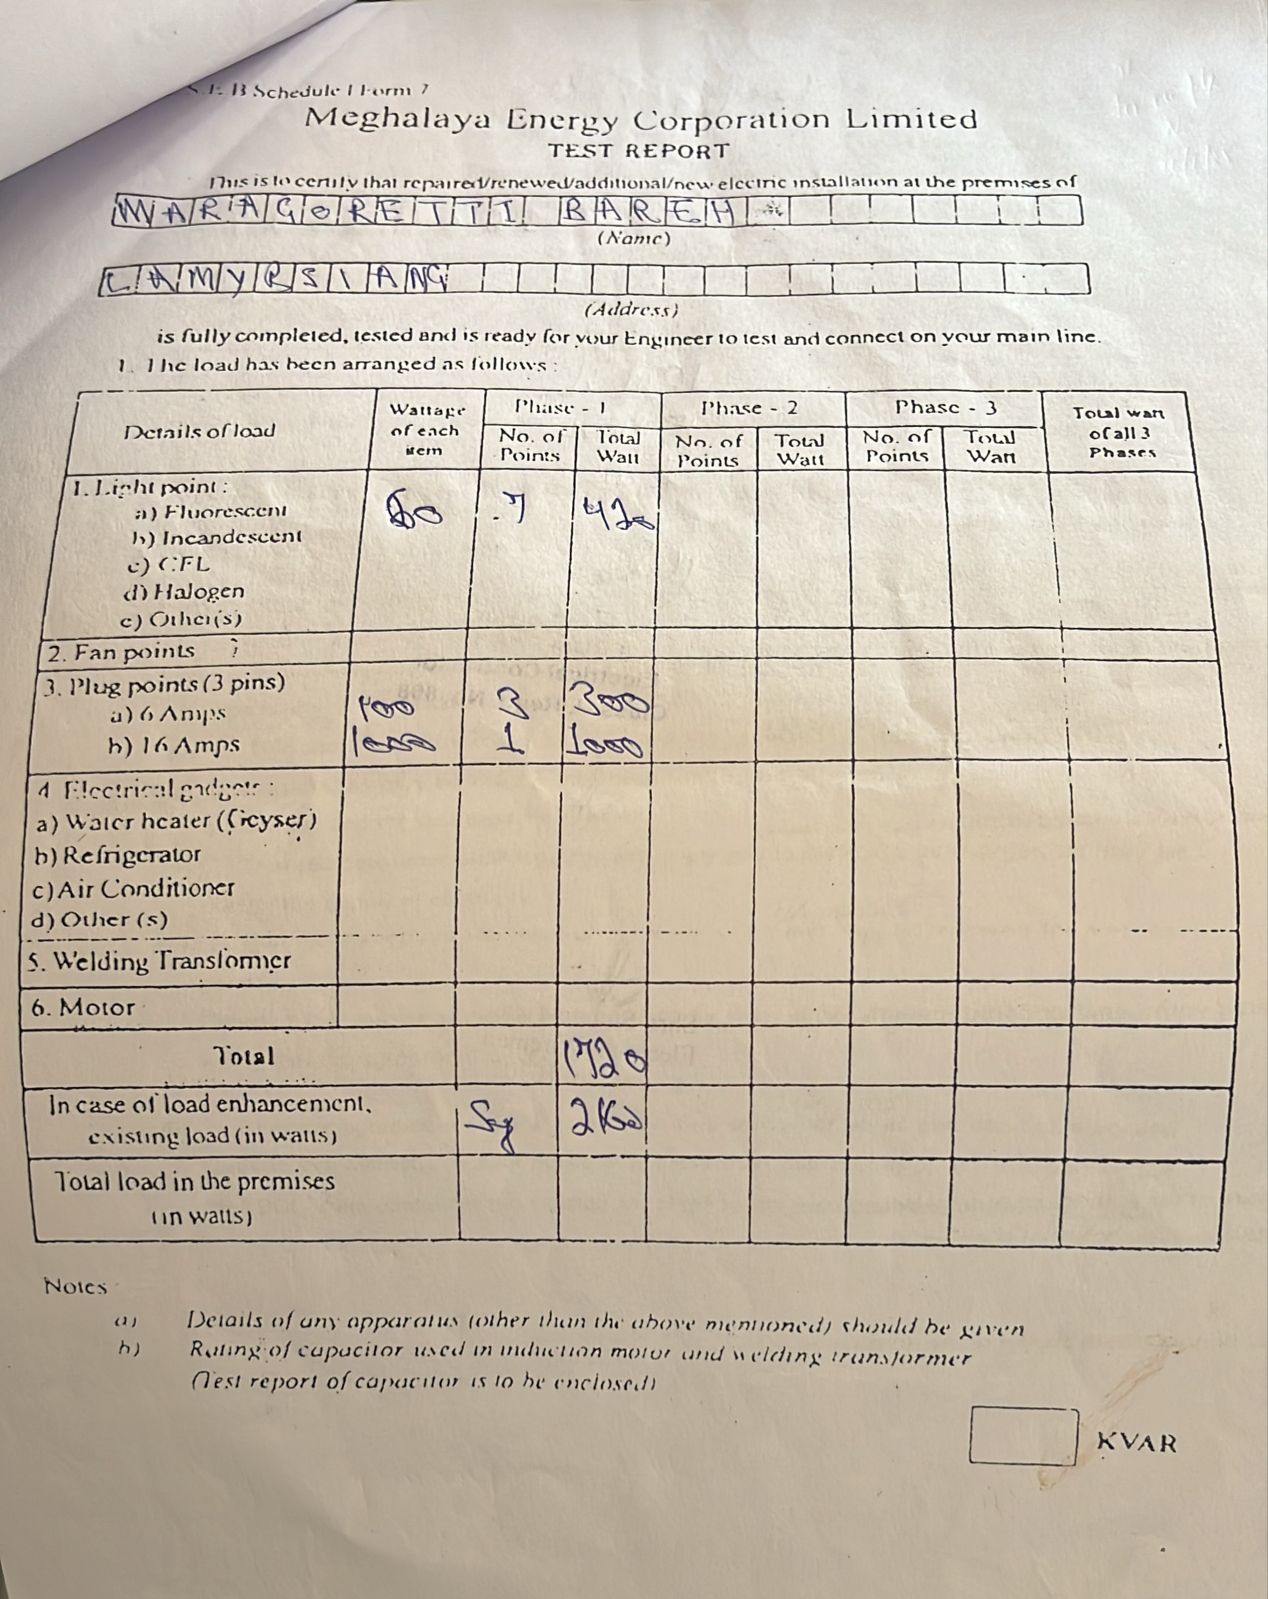 S.E.B Schedule I Form 7
Meghalaya Energy Corporation Limited
TEST REPORT
This is to certify that repaired/renewed/additional/new electric installation at the premises of
MARAGORETTI BAREH
(Name)
LAMYRSIANG
(Address)
is fully completed, tested and is ready for your Engineer to test and connect on your main line.
1. The load has been arranged as follows :
Details of load Wattage of each item Phase - 1 Phase - 2 Phase - 3 Total watt of all 3 Phases
No. of Points Total Watt No. of Points Total Watt No. of Points Total Watt
1. Light point :
a) Fluorescent 60 7 420
b) Incandescent
c) CFL
d) Halogen
e) Other(s)
2. Fan points
3. Plug points (3 pins)
a) 6 Amps 100 3 300
b) 16 Amps 1000 1 1000
4 Electrical gadgets :
a) Water heater (Geyser)
b) Refrigerator
c) Air Conditioner
d) Other (s)
5. Welding Transformer
6. Motor
Total 1720
In case of load enhancement,
existing load (in watts)
Total load in the premises
(in watts)
Notes
a) Details of any apparatus (other than the above mentioned) should be given
b) Rating of capacitor used in induction motor and welding transformer
(Test report of capacitor is to be enclosed)
KVAR